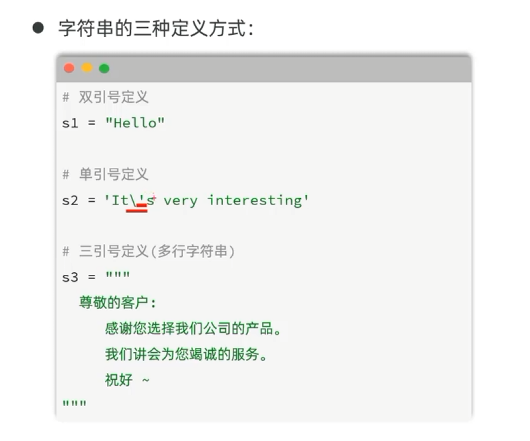 字符串的三种定义方式:
# 双引号定义
s1 = "Hello"
# 单引号定义
s2 = 'It\'s very interesting'
# 三引号定义(多行字符串)
s3 = """
尊敬的客户:
感谢您选择我们公司的产品。
我们讲会为您竭诚的服务。
祝好 ~
"""